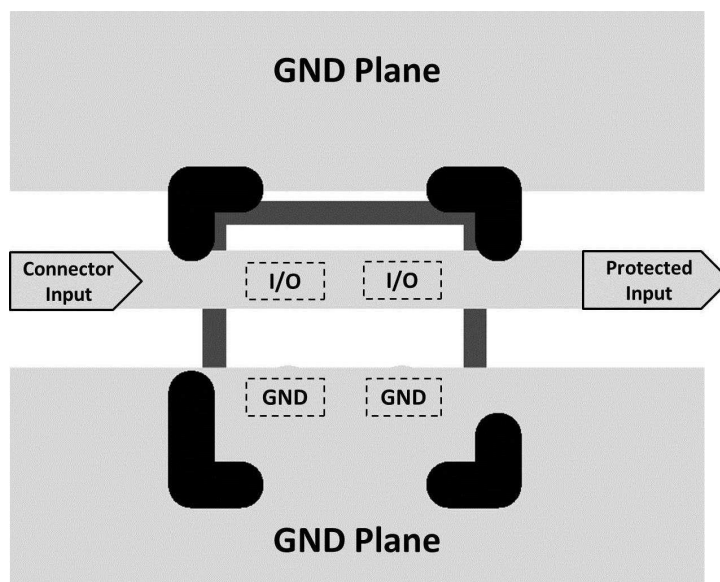 GND Plane
Connector
Input
I/O
I/O
Protected
Input
GND
GND
GND Plane